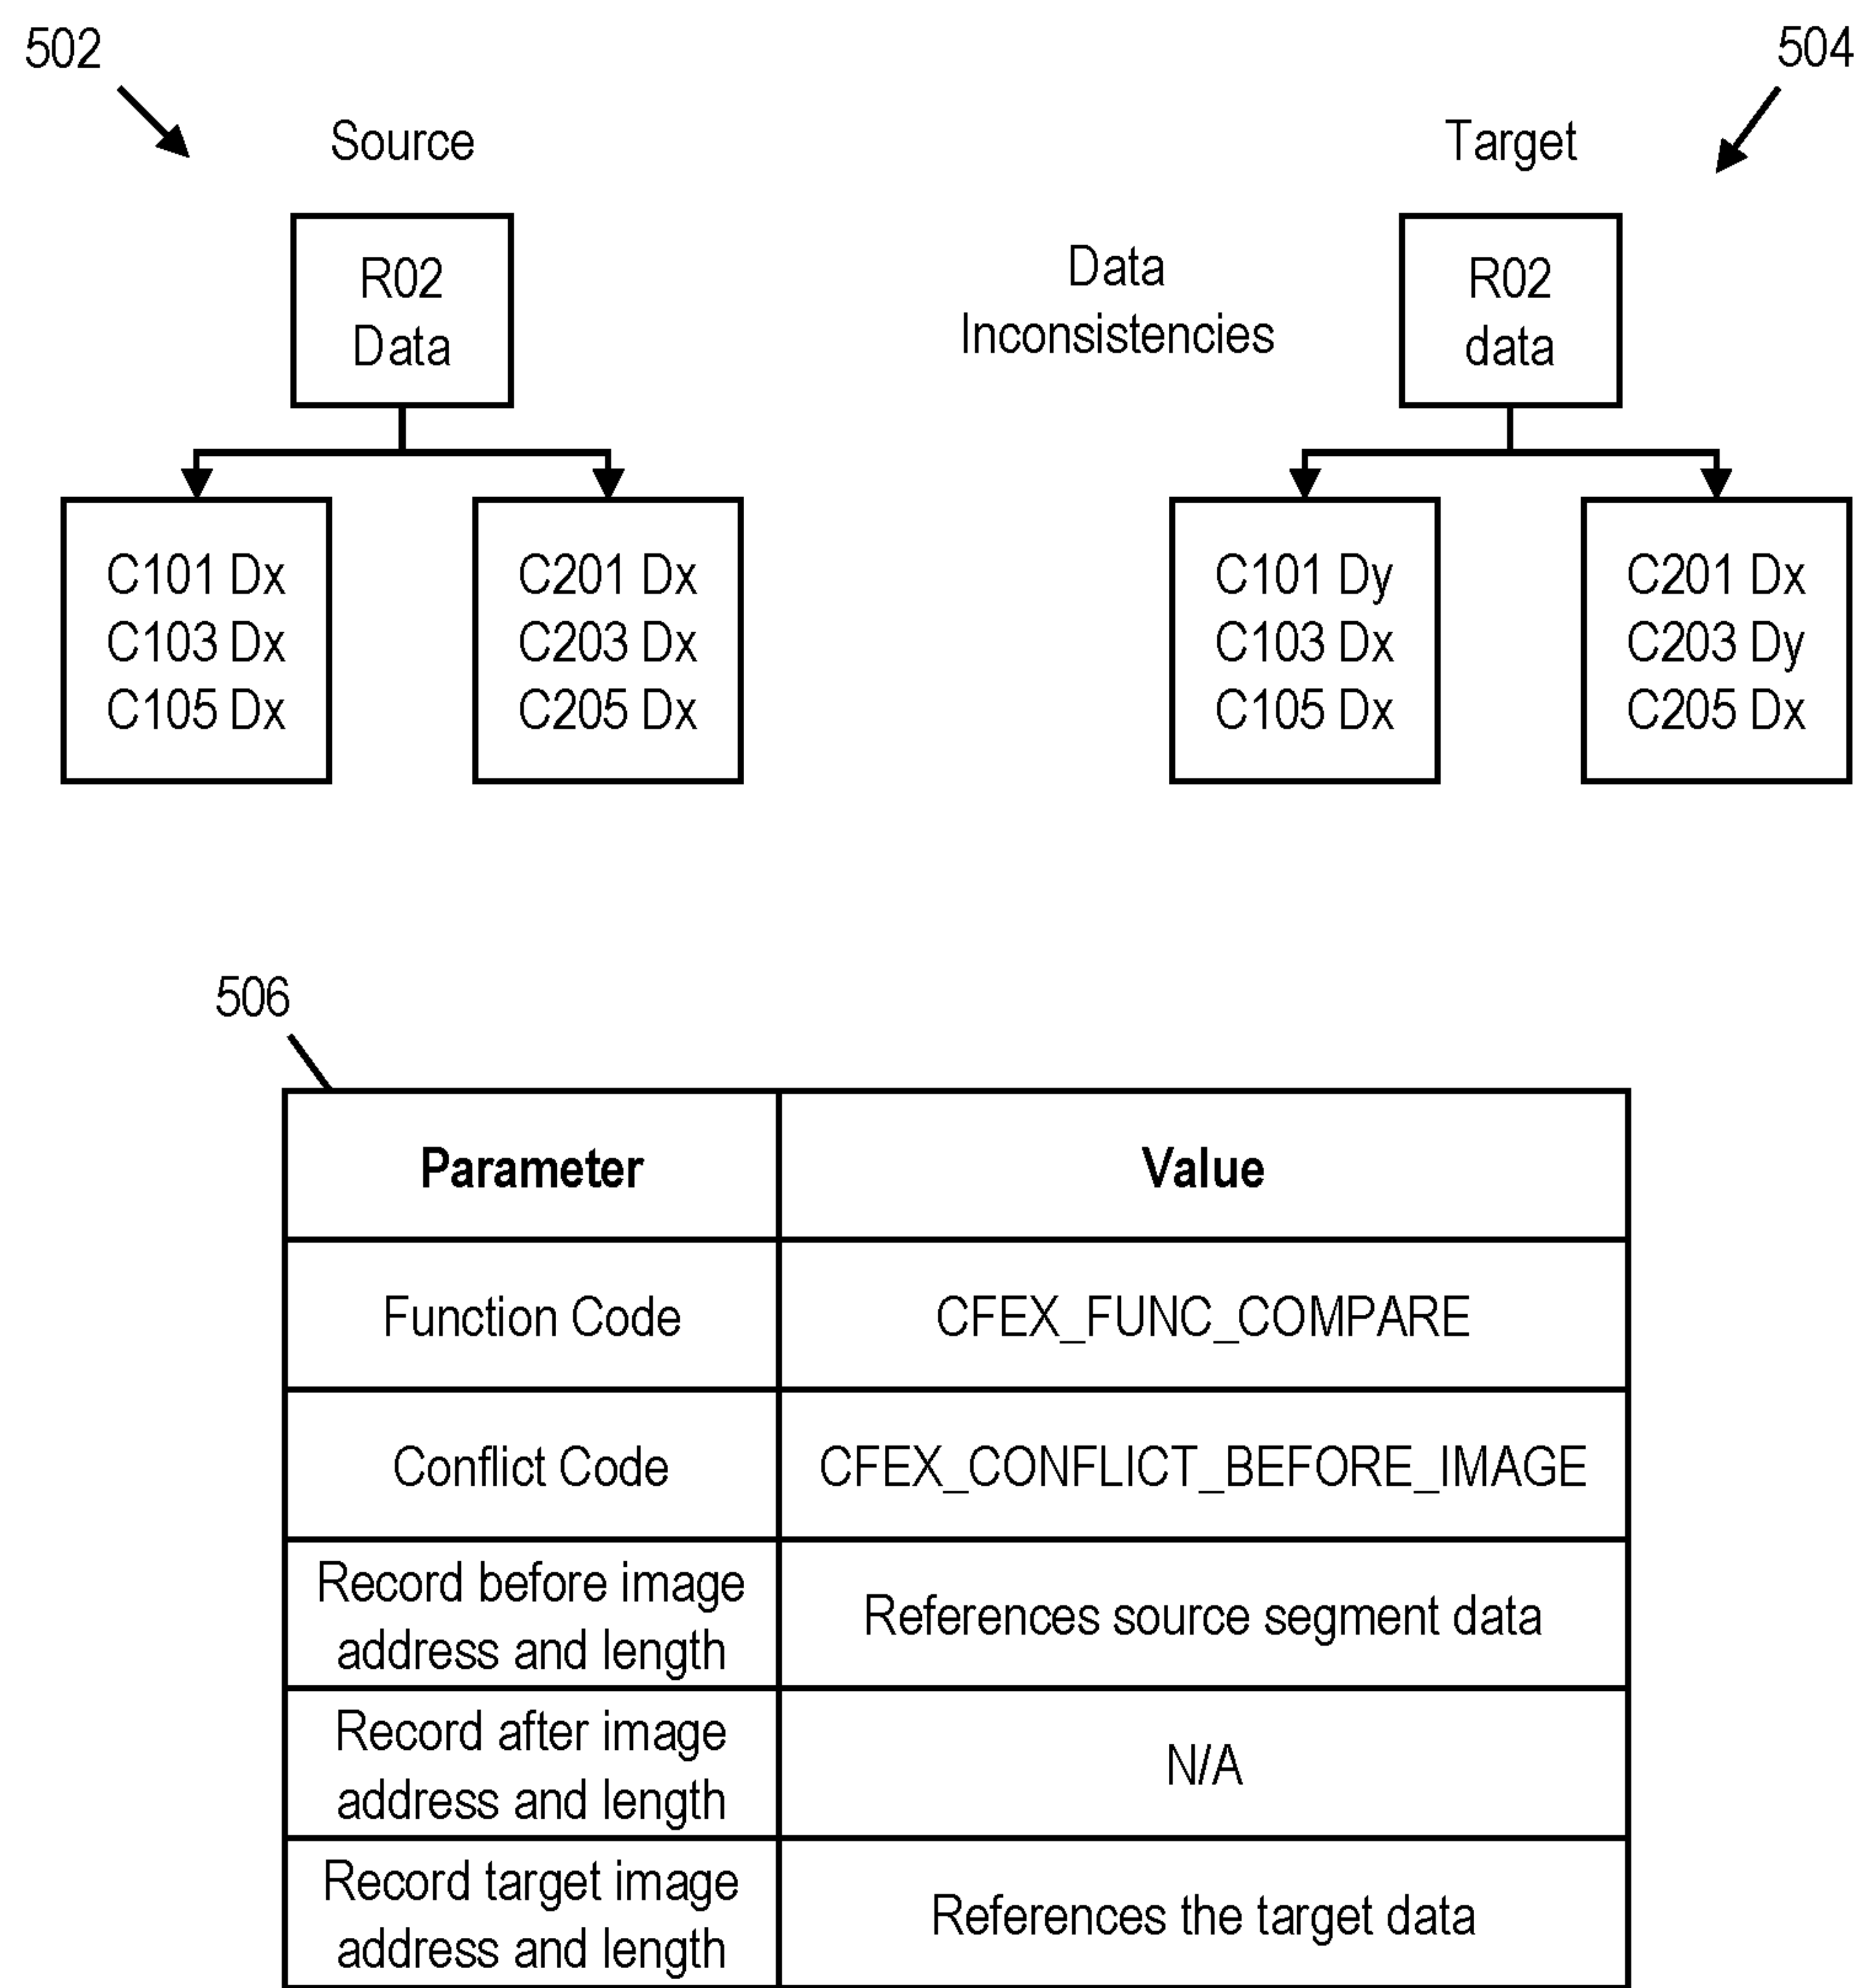 502
504
Source
Target
R02
Data
Data
Inconsistencies
R02
data
C101 Dx
C103 Dx
C105 Dx
C201 Dx
C203 Dx
C205 Dx
C101 Dy
C103 Dx
C105 Dx
C201 Dx
C203 Dy
C205 Dx
506
Parameter
Value
Function Code
CFEX_FUNC_COMPARE
Conflict Code
CFEX_CONFLICT_BEFORE_IMAGE
Record before image
address and length
References source segment data
Record after image
address and length
N/A
Record target image
address and length
References the target data